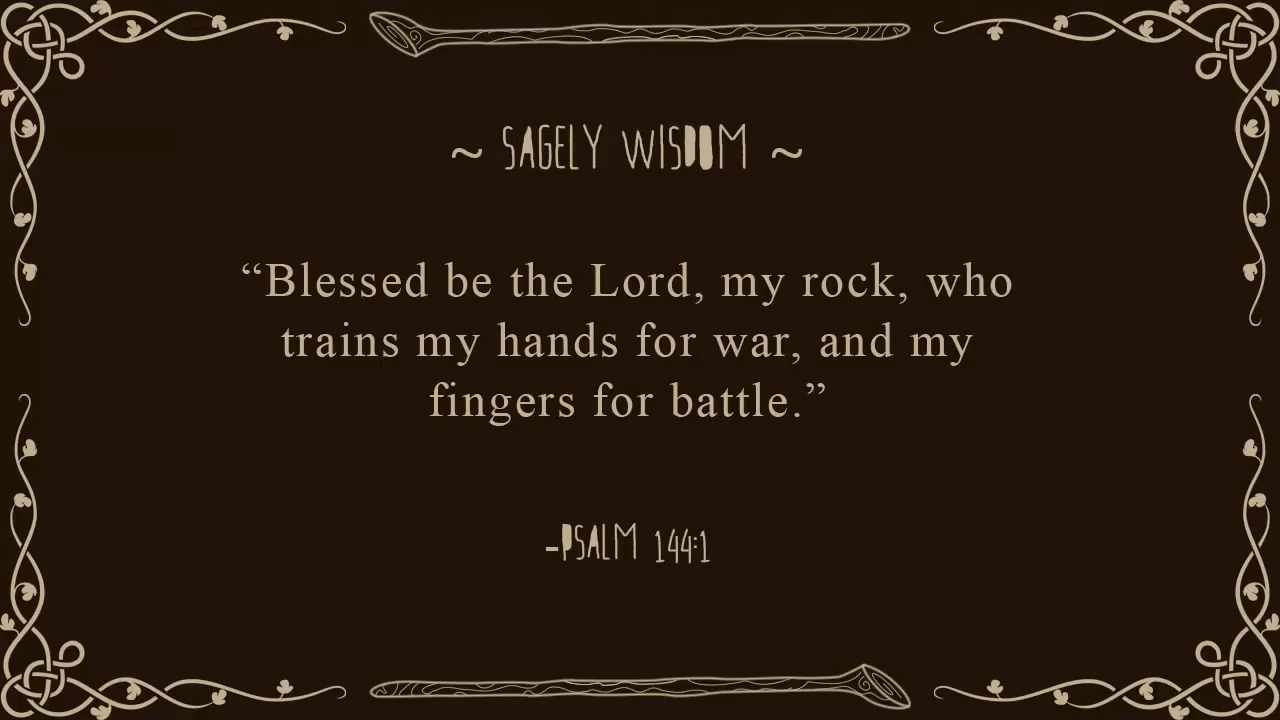 ~ SAGELY WISDOM ~
“Blessed be the Lord, my rock, who
trains my hands for war, and my
fingers for battle.”
-PSALM 144:1